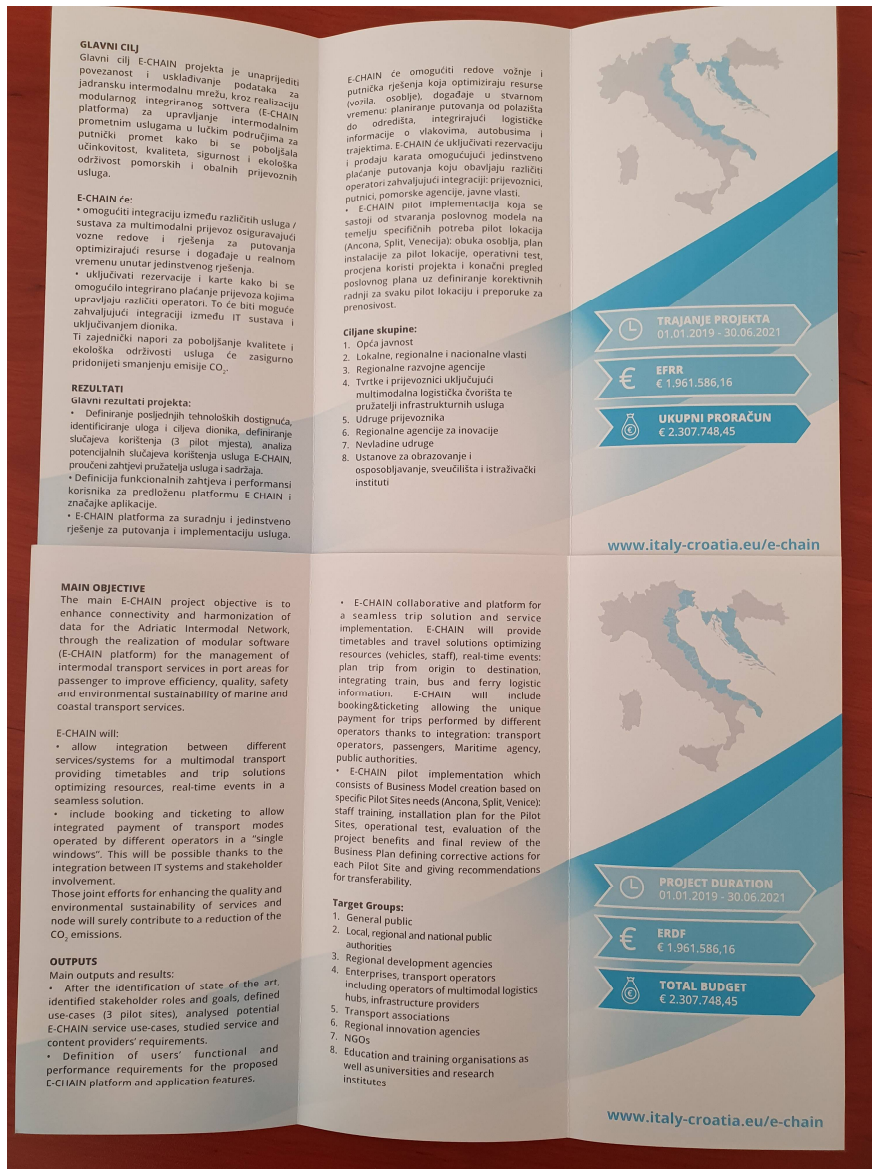 GLAVNI CILJ
Glavni cilj E-CHAIN projekta je unaprijediti
povezanost i usklađivanje podataka za
jadransku intermodalnu mrežu, kroz realizaciju
modularnog integriranog softvera (E-CHAIN
platforma) za upravljanje intermodalnim
prometnim uslugama u lučkim područjima za
putnički promet kako bi se poboljšala
učinkovitost, kvaliteta, sigurnost i ekološka
održivost pomorskih i obalnih prijevoznih
usluga.
E-CHAIN će:
• omogućiti integraciju između različitih usluga /
sustava za multimodalni prijevoz osiguravajući
vozne redove i rješenja za putovanja
optimizirajući resurse i događaje u realnom
vremenu unutar jedinstvenog rješenja.
• uključivati rezervacije i karte kako bi se
omogućilo integrirano plaćanje prijevoza kojima
upravljaju različiti operatori. To će biti moguće
zahvaljujući integraciji između IT sustava i
uključivanjem dionika.
Ti zajednički napori za poboljšanje kvalitete i
ekološka održivosti usluga će zasigurno
pridonijeti smanjenju emisije CO₂.
REZULTATI
Glavni rezultati projekta:
• Definiranje posljednjih tehnoloških dostignuća,
identificiranje uloga i ciljeva dionika, definiranje
slučajeva korištenja (3 pilot mjesta), analiza
potencijalnih slučajeva korištenja usluga E-CHAIN,
proučeni zahtjevi pružatelja usluga i sadržaja.
• Definicija funkcionalnih zahtjeva i performansi
korisnika za predloženu platformu E CHAIN i
značajke aplikacije.
• E-CHAIN platforma za suradnju i jedinstveno
rješenje za putovanja i implementaciju usluga.
E-CHAIN će omogućiti redove vožnje i
putnička rješenja koja optimiziraju resurse
(vozila, osoblje), događaje u stvarnom
vremenu: planiranje putovanja od polazišta
do odredišta, integrirajući logističke
informacije o vlakovima, autobusima i
trajektima. E-CHAIN će uključivati rezervaciju
i prodaju karata omogućujući jedinstveno
plaćanje putovanja koju obavljaju različiti
operatori zahvaljujući integraciji: prijevoznici,
putnici, pomorske agencije, javne vlasti.
• E-CHAIN pilot implementacija koja se
sastoji od stvaranja poslovnog modela na
temelju specifičnih potreba pilot lokacija
(Ancona, Split, Venecija): obuka osoblja, plan
instalacije za pilot lokacije, operativni test,
procjena koristi projekta i konačni pregled
poslovnog plana uz definiranje korektivnih
radnji za svaku pilot lokaciju i preporuke za
prenosivost.
Ciljane skupine:
1. Opća javnost
2. Lokalne, regionalne i nacionalne vlasti
3. Regionalne razvojne agencije
4. Tvrtke i prijevoznici uključujući
multimodalna logistička čvorišta te
pružatelji infrastrukturnih usluga
5. Udruge prijevoznika
6. Regionalne agencije za inovacije
7. Nevladine udruge
8. Ustanove za obrazovanje i
osposobljavanje, sveučilišta i istraživački
instituti
TRAJANJE PROJEKTA
01.01.2019 - 30.06.2021
€
EFRR
€ 1.961.586,16
UKUPNI PRORAČUN
€ 2.307.748,45
www.italy-croatia.eu/e-chain
MAIN OBJECTIVE
The main E-CHAIN project objective is to
enhance connectivity and harmonization of
data for the Adriatic Intermodal Network,
through the realization of modular software
(E-CHAIN platform) for the management of
intermodal transport services in port areas for
passenger to improve efficiency, quality, safety
and environmental sustainability of marine and
coastal transport services.
E-CHAIN will:
• allow integration between different
services/systems for a multimodal transport
providing timetables and trip solutions
optimizing resources, real-time events in a
seamless solution.
• include booking and ticketing to allow
integrated payment of transport modes
operated by different operators in a “single
windows”. This will be possible thanks to the
integration between IT systems and stakeholder
involvement.
Those joint efforts for enhancing the quality and
environmental sustainability of services and
node will surely contribute to a reduction of the
CO₂ emissions.
OUTPUTS
Main outputs and results:
• After the identification of state of the art,
identified stakeholder roles and goals, defined
use-cases (3 pilot sites), analysed potential
E-CHAIN service use-cases, studied service and
content providers' requirements.
• Definition of users' functional and
performance requirements for the proposed
E-CHAIN platform and application features.
• E-CHAIN collaborative and platform for
a seamless trip solution and service
implementation. E-CHAIN will provide
timetables and travel solutions optimizing
resources (vehicles, staff), real-time events:
plan trip from origin to destination,
integrating train, bus and ferry logistic
information. E-CHAIN will include
booking&ticketing allowing the unique
payment for trips performed by different
operators thanks to integration: transport
operators, passengers, Maritime agency,
public authorities.
• E-CHAIN pilot implementation which
consists of Business Model creation based on
specific Pilot Sites needs (Ancona, Split, Venice):
staff training, installation plan for the Pilot
Sites, operational test, evaluation of the
project benefits and final review of the
Business Plan defining corrective actions for
each Pilot Site and giving recommendations
for transferability.
Target Groups:
1. General public
2. Local, regional and national public
authorities
3. Regional development agencies
4. Enterprises, transport operators
including operators of multimodal logistics
hubs, infrastructure providers
5. Transport associations
6. Regional innovation agencies
7. NGOs
8. Education and training organisations as
well as universities and research
institutes
PROJECT DURATION
01.01.2019 - 30.06.2021
€
ERDF
€ 1.961.586,16
TOTAL BUDGET
€ 2.307.748,45
www.italy-croatia.eu/e-chain